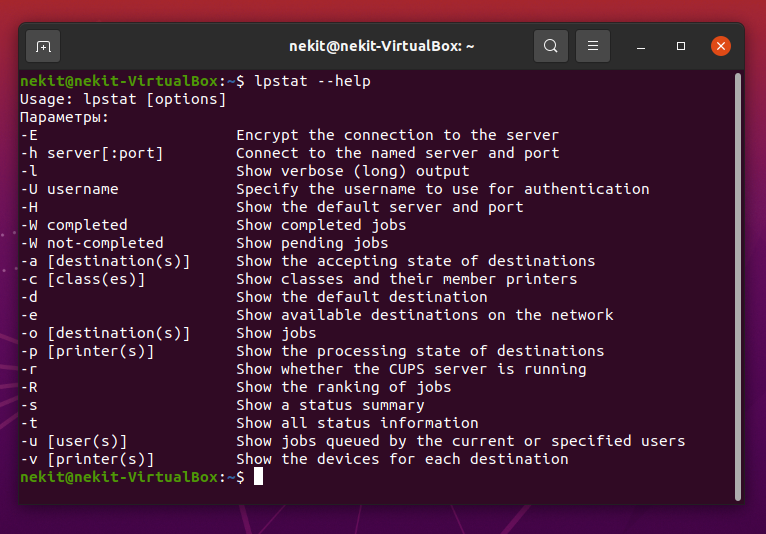 nekit@nekit-VirtualBox: ~
nekit@nekit-VirtualBox:~$ lpstat --help
Usage: lpstat [options]
Параметры:
-E                      Encrypt the connection to the server
-h server[:port]        Connect to the named server and port
-l                      Show verbose (long) output
-U username             Specify the username to use for authentication
-H                      Show the default server and port
-W completed            Show completed jobs
-W not-completed        Show pending jobs
-a [destination(s)]     Show the accepting state of destinations
-c [class(es)]          Show classes and their member printers
-d                      Show the default destination
-e                      Show available destinations on the network
-o [destination(s)]     Show jobs
-p [printer(s)]         Show the processing state of destinations
-r                      Show whether the CUPS server is running
-R                      Show the ranking of jobs
-s                      Show a status summary
-t                      Show all status information
-u [user(s)]            Show jobs queued by the current or specified users
-v [printer(s)]         Show the devices for each destination
nekit@nekit-VirtualBox:~$